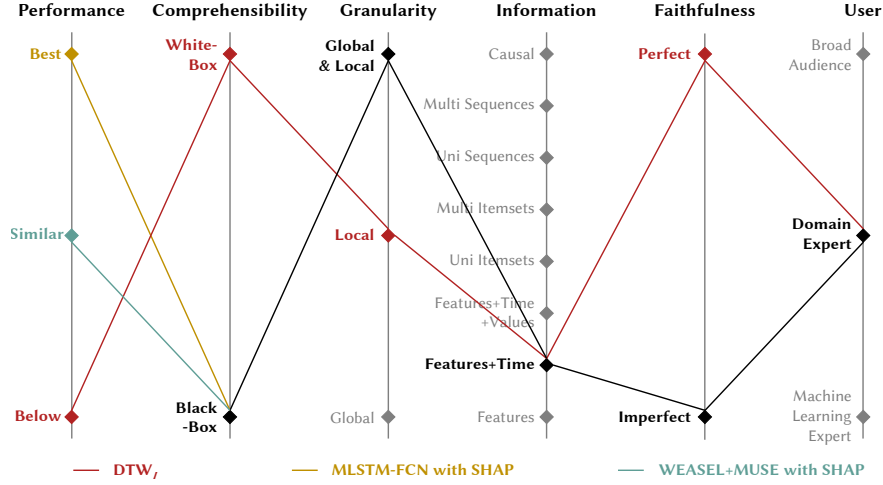 Performance Comprehensibility Granularity Information Faithfulness User
Best
White-
Box
Global
& Local
Causal
Perfect
Broad
Audience
Multi Sequences
Uni Sequences
Similar
Local
Multi Itemsets
Domain
Expert
Uni Itemsets
Features+Time
+Values
Features+Time
Below
Black
-Box
Global
Features
Imperfect
Machine
Learning
Expert
DTW_I
MLSTM-FCN with SHAP
WEASEL+MUSE with SHAP